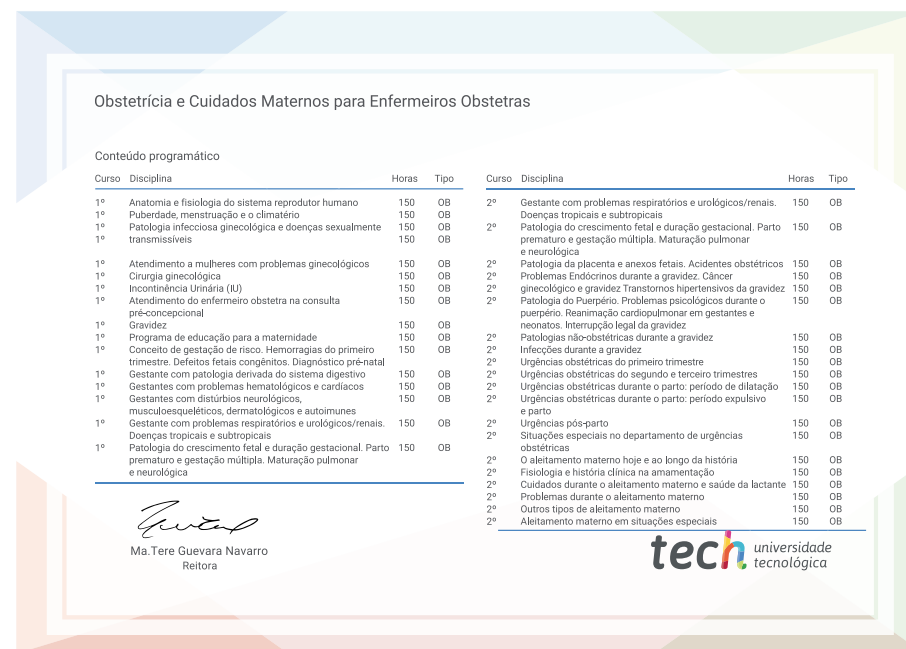 Obstetrícia e Cuidados Maternos para Enfermeiros Obstetras
Conteúdo programático
Curso Disciplina Horas Tipo
1º Anatomia e fisiologia do sistema reprodutor humano 150 OB
1º Puberdade, menstruação e o climatério 150 OB
1º Patologia infecciosa ginecológica e doenças sexualmente 150 OB
1º transmissíveis 150 OB
1º Atendimento a mulheres com problemas ginecológicos 150 OB
1º Cirurgia ginecológica 150 OB
1º Incontinência Urinária (IU) 150 OB
1º Atendimento do enfermeiro obstetra na consulta 150 OB
pré-concepcional
1º Gravidez 150 OB
1º Programa de educação para a maternidade 150 OB
1º Conceito de gestação de risco. Hemorragias do primeiro 150 OB
trimestre. Defeitos fetais congênitos. Diagnóstico pré-natal
1º Gestante com patologia derivada do sistema digestivo 150 OB
1º Gestantes com problemas hematológicos e cardíacos 150 OB
1º Gestantes com distúrbios neurológicos, 150 OB
musculoesqueléticos, dermatológicos e autoimunes
1º Gestante com problemas respiratórios e urológicos/renais. 150 OB
Doenças tropicais e subtropicais
1º Patologia do crescimento fetal e duração gestacional. Parto 150 OB
prematuro e gestação múltipla. Maturação pulmonar
e neurológica
Ma.Tere Guevara Navarro
Reitora
Curso Disciplina Horas Tipo
2º Gestante com problemas respiratórios e urológicos/renais. 150 OB
Doenças tropicais e subtropicais
2º Patologia do crescimento fetal e duração gestacional. Parto 150 OB
prematuro e gestação múltipla. Maturação pulmonar
e neurológica
2º Patologia da placenta e anexos fetais. Acidentes obstétricos 150 OB
2º Problemas Endócrinos durante a gravidez. Câncer 150 OB
2º ginecológico e gravidez Transtornos hipertensivos da gravidez 150 OB
2º Patologia do Puerpério. Problemas psicológicos durante o 150 OB
puerpério. Reanimação cardiopulmonar em gestantes e
neonatos. Interrupção legal da gravidez
2º Patologias não-obstétricas durante a gravidez 150 OB
2º Infecções durante a gravidez 150 OB
2º Urgências obstétricas do primeiro trimestre 150 OB
2º Urgências obstétricas do segundo e terceiro trimestres 150 OB
2º Urgências obstétricas durante o parto: período de dilatação 150 OB
2º Urgências obstétricas durante o parto: período expulsivo 150 OB
e parto
2º Urgências pós-parto 150 OB
2º Situações especiais no departamento de urgências 150 OB
obstétricas
2º O aleitamento materno hoje e ao longo da história 150 OB
2º Fisiologia e história clínica na amamentação 150 OB
2º Cuidados durante o aleitamento materno e saúde da lactante 150 OB
2º Problemas durante o aleitamento materno 150 OB
2º Outros tipos de aleitamento materno 150 OB
2º Aleitamento materno em situações especiais 150 OB
tech universidade
tecnológica